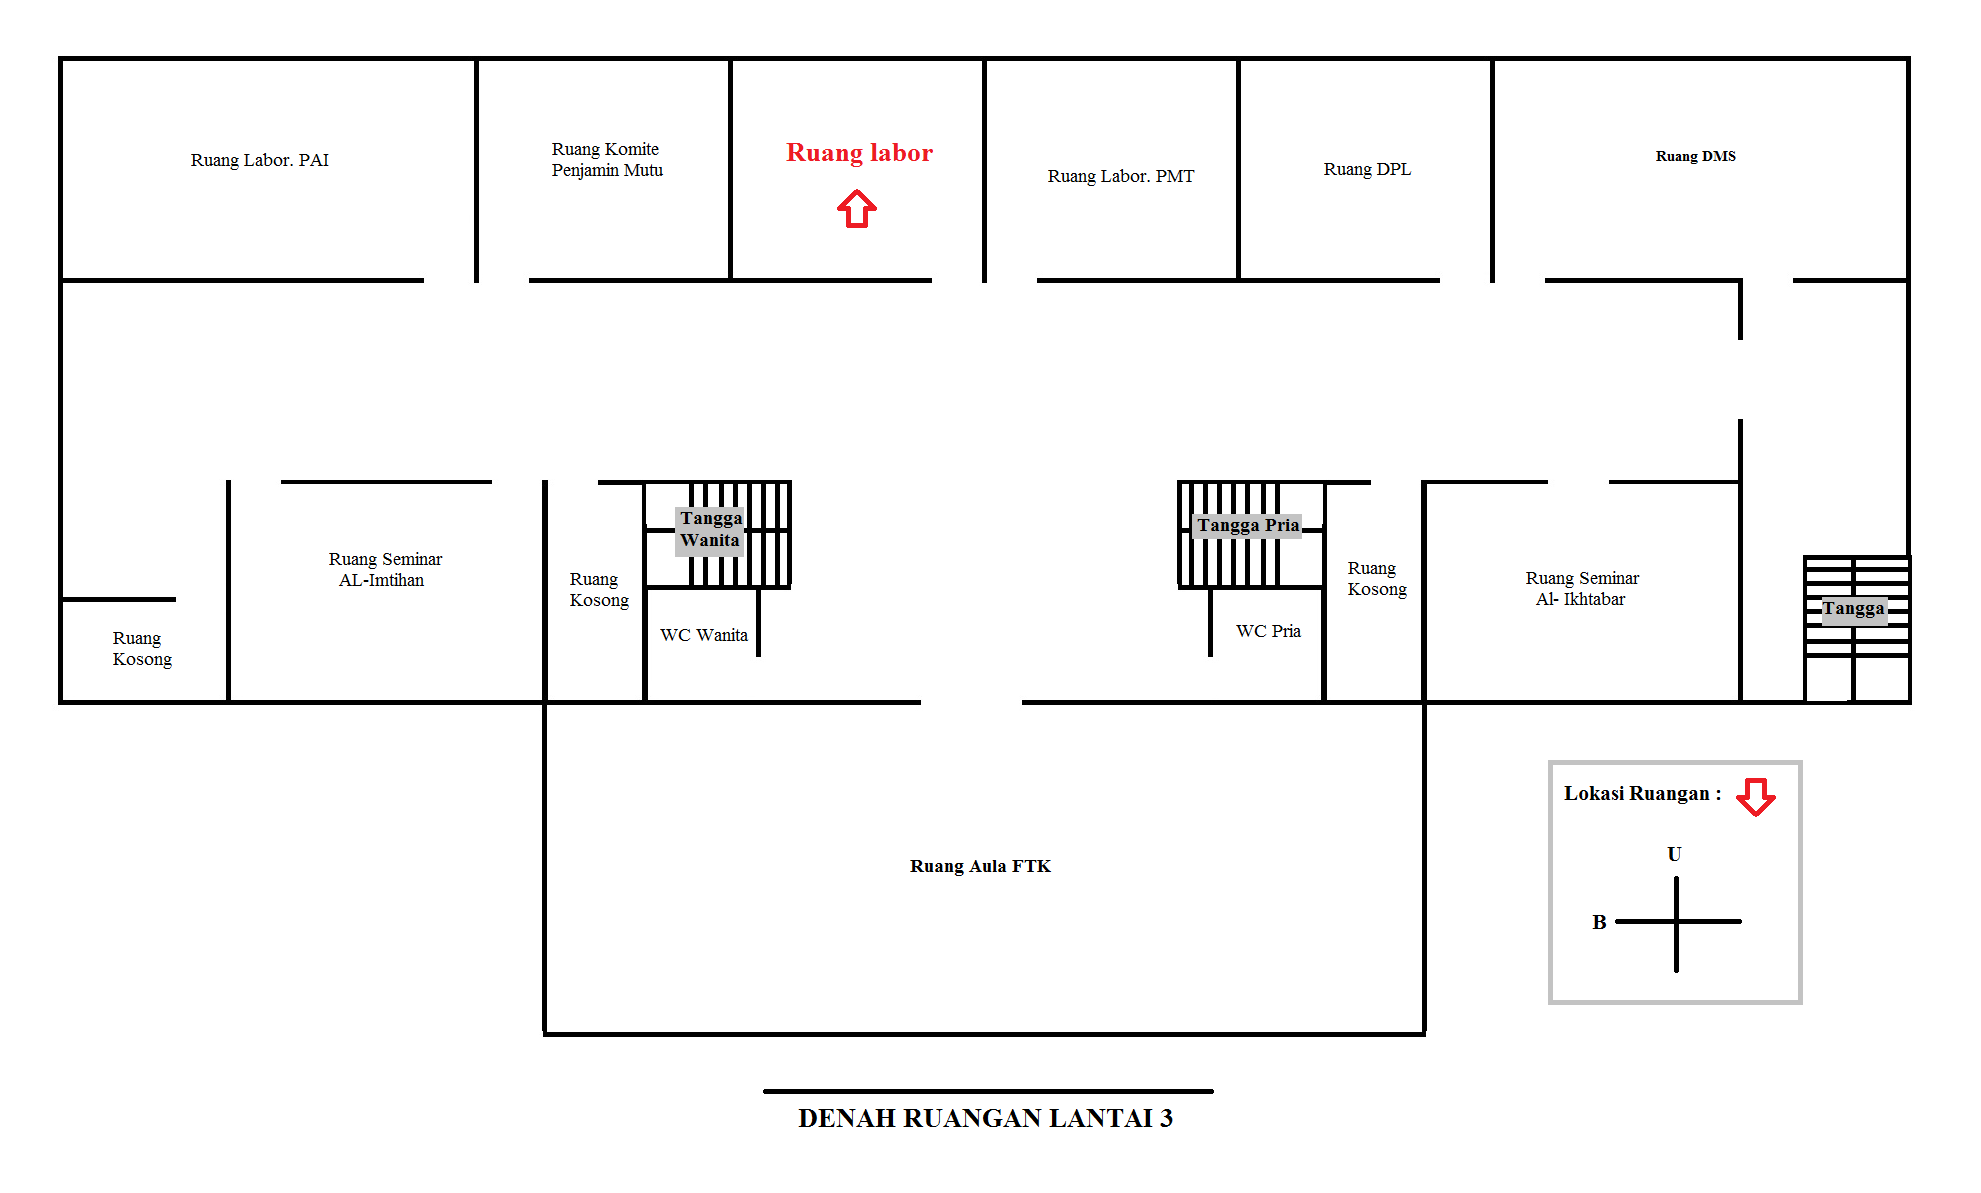 Ruang Labor. PAI
Ruang Komite
Penjamin Mutu
Ruang labor
Ruang Labor. PMT
Ruang DPL
Ruang DMS
Ruang
Kosong
Ruang Seminar
AL-Imtihan
Ruang
Kosong
Tangga
Wanita
WC Wanita
Tangga Pria
WC Pria
Ruang
Kosong
Ruang Seminar
Al- Ikhtabar
Tangga
Ruang Aula FTK
Lokasi Ruangan :
U
B
DENAH RUANGAN LANTAI 3